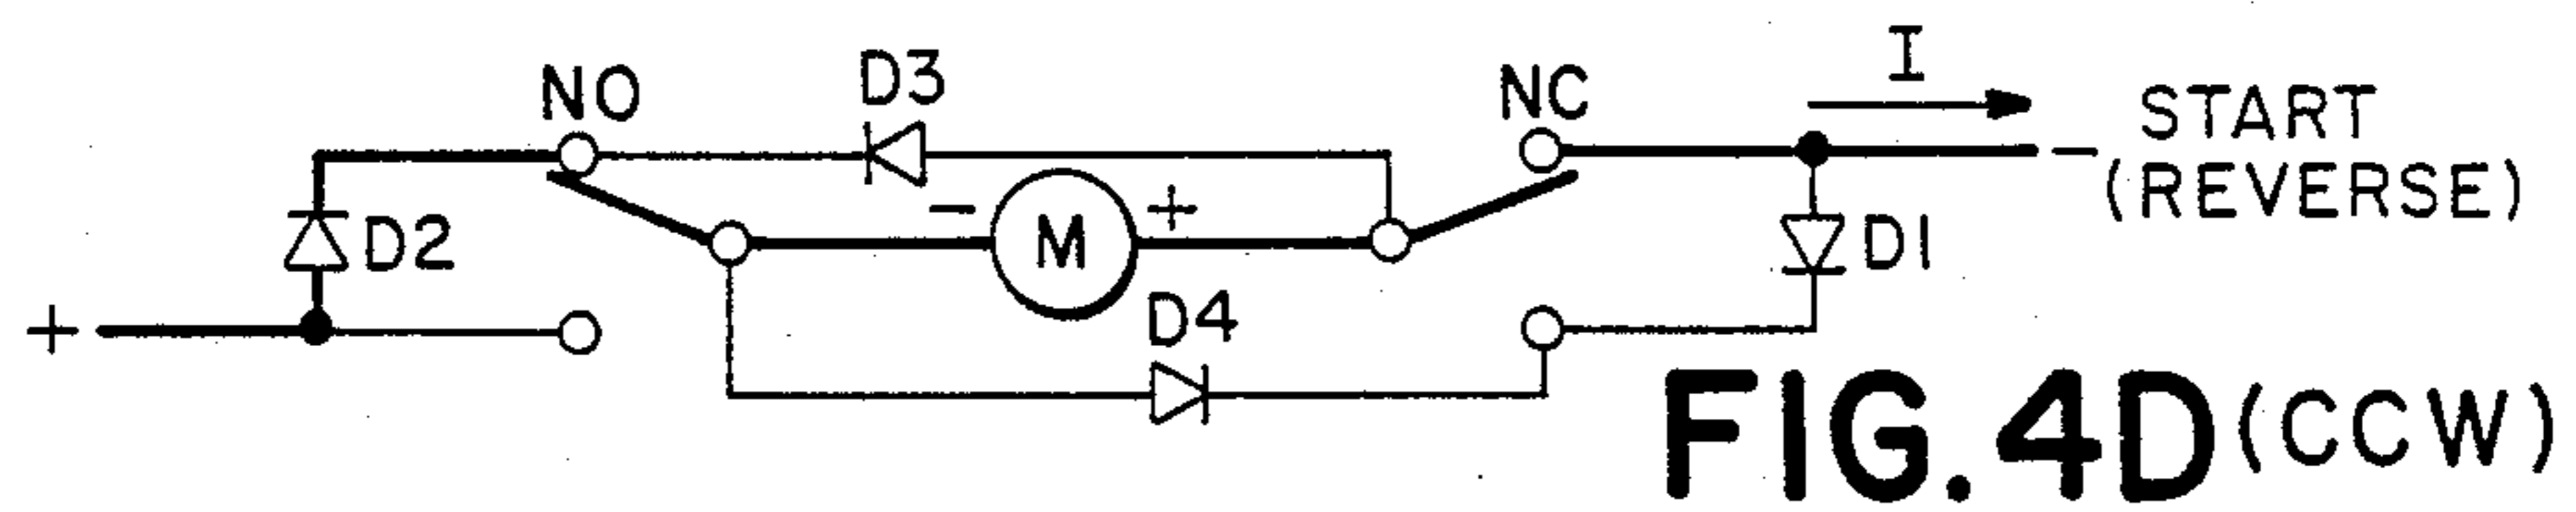 NO
D3
NC
I
START
(REVERSE)
−
D2
− M +
D1
+
D4
FIG. 4D (CCW)